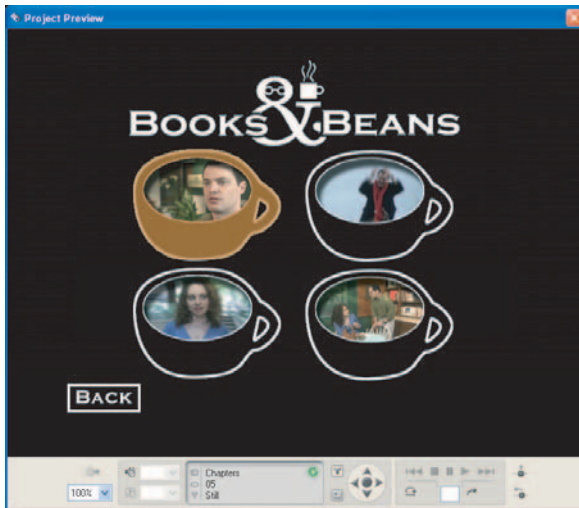 Project Preview
BOOKS & BEANS
BACK
100%
Chapters
05
Still